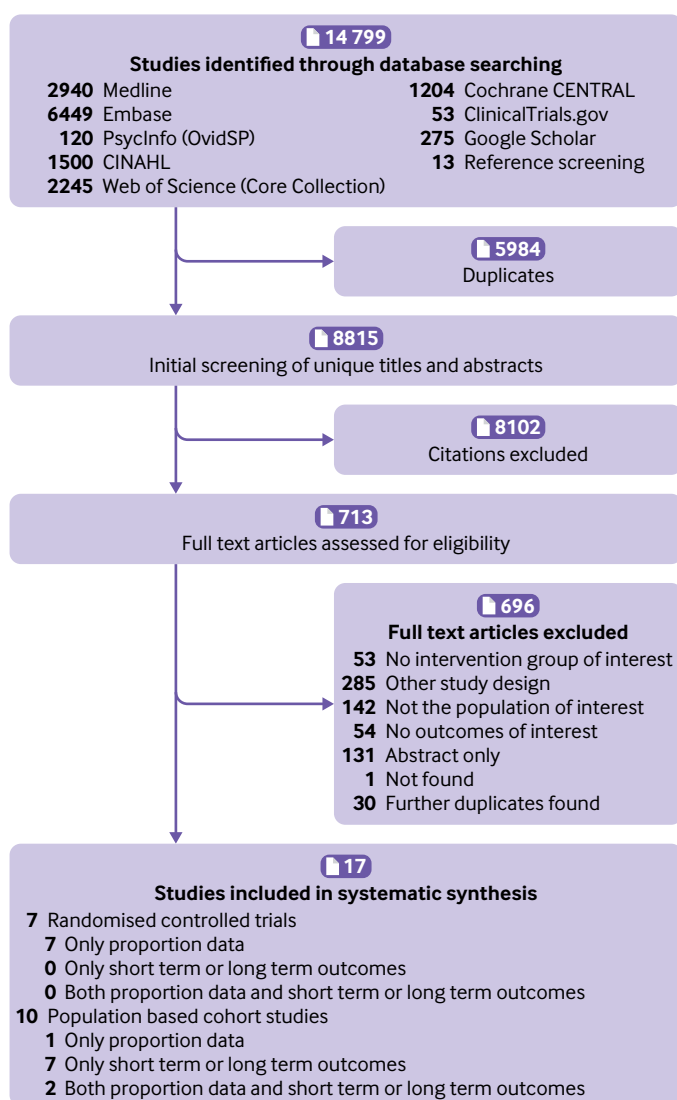 14 799
Studies identified through database searching
2940 Medline
6449 Embase
120 PsycInfo (OvidSP)
1500 CINAHL
2245 Web of Science (Core Collection)
1204 Cochrane CENTRAL
53 ClinicalTrials.gov
275 Google Scholar
13 Reference screening
5984
Duplicates
8815
Initial screening of unique titles and abstracts
8102
Citations excluded
713
Full text articles assessed for eligibility
696
Full text articles excluded
53 No intervention group of interest
285 Other study design
142 Not the population of interest
54 No outcomes of interest
131 Abstract only
1 Not found
30 Further duplicates found
17
Studies included in systematic synthesis
7 Randomised controlled trials
7 Only proportion data
0 Only short term or long term outcomes
0 Both proportion data and short term or long term outcomes
10 Population based cohort studies
1 Only proportion data
7 Only short term or long term outcomes
2 Both proportion data and short term or long term outcomes